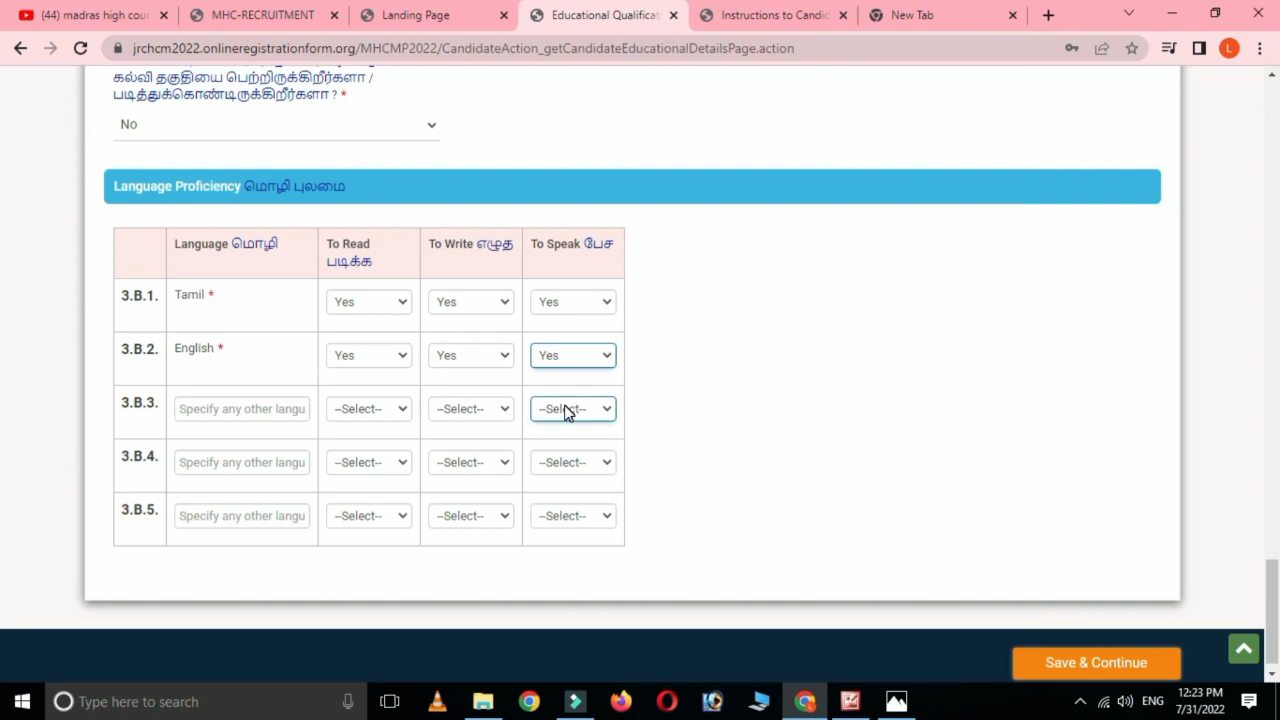 (44) madras high cour
MHC-RECRUITMENT
Landing Page
Educational Qualificat
Instructions to Candid
New Tab
jrchcm2022.onlineregistrationform.org/MHCMP2022/CandidateAction_getCandidateEducationalDetailsPage.action
L
கல்வி தகுதியை பெற்றிருக்கிறீர்களா /
படித்துக்கொண்டிருக்கிறீர்களா ? *
No
Language Proficiency மொழி புலமை
Language மொழி To Read படிக்க To Write எழுத To Speak பேச
3.B.1. Tamil * Yes Yes Yes
3.B.2. English * Yes Yes Yes
3.B.3. Specify any other langu --Select-- --Select-- --Select--
3.B.4. Specify any other langu --Select-- --Select-- --Select--
3.B.5. Specify any other langu --Select-- --Select-- --Select--
Save & Continue
Type here to search
ENG
12:23 PM
7/31/2022